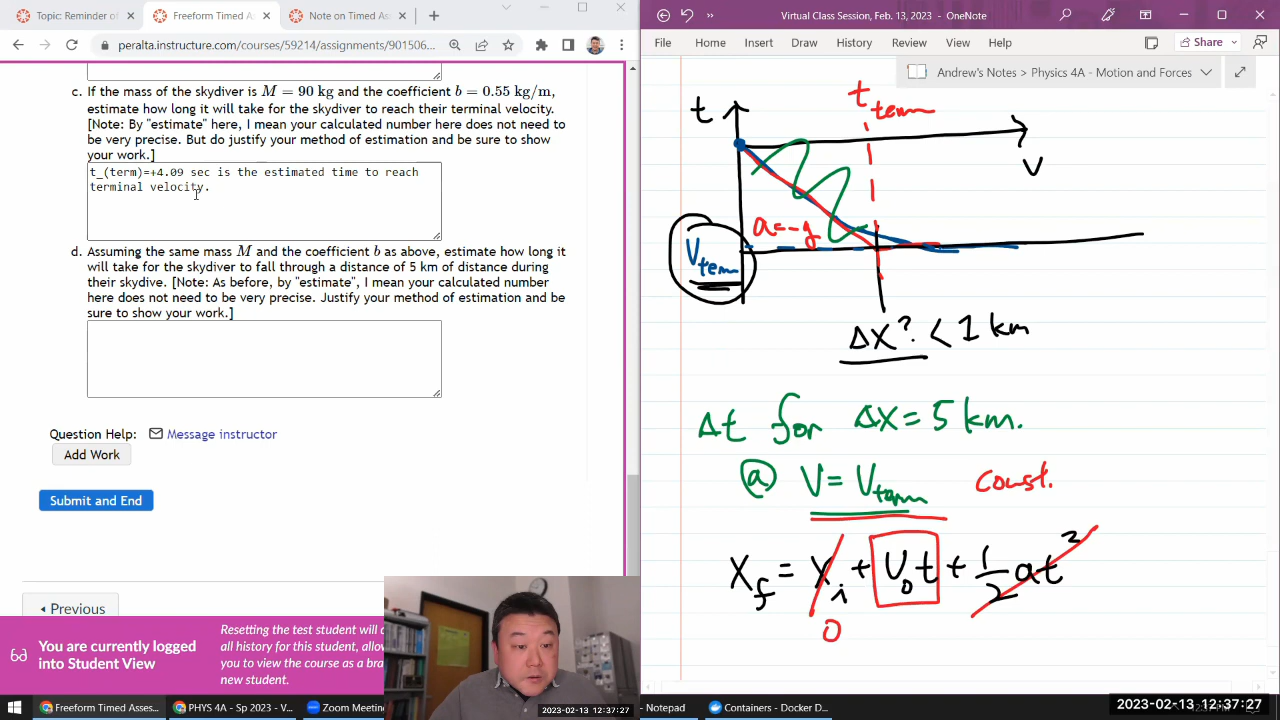 Topic: Reminder of
Freeform Timed Ass
Note on Timed Ass
peralta.instructure.com/courses/59214/assignments/901506...
c. If the mass of the skydiver is M = 90 kg and the coefficient b = 0.55 kg/m,
estimate how long it will take for the skydiver to reach their terminal velocity.
[Note: By "estimate" here, I mean your calculated number here does not need to
be very precise. But do justify your method of estimation and be sure to show
your work.]
t_(term)=+4.09 sec is the estimated time to reach
terminal velocity.
d. Assuming the same mass M and the coefficient b as above, estimate how long it
will take for the skydiver to fall through a distance of 5 km of distance during
their skydive. [Note: As before, by "estimate", I mean your calculated number
here does not need to be very precise. Justify your method of estimation and be
sure to show your work.]
Question Help:
Message instructor
Add Work
Submit and End
◂ Previous
You are currently logged
into Student View
Resetting the test student will
all history for this student, allow
you to view the course as a bra
new student.
Virtual Class Session, Feb. 13, 2023 – OneNote
File Home Insert Draw History Review View Help
Share
Andrew's Notes > Physics 4A - Motion and Forces
t term
t
V
a = -g
V term
Δx? < 1 km
Δt for Δx = 5 km.
@ V = V term const.
x f = x i + V 0 t + 1/2 at 2
0
Freeform Timed Asses...
PHYS 4A - Sp 2023 – V...
Zoom Meeting
- Notepad
Containers - Docker D...
2023-02-13 12:37:27
2023-02-13 12:37:27